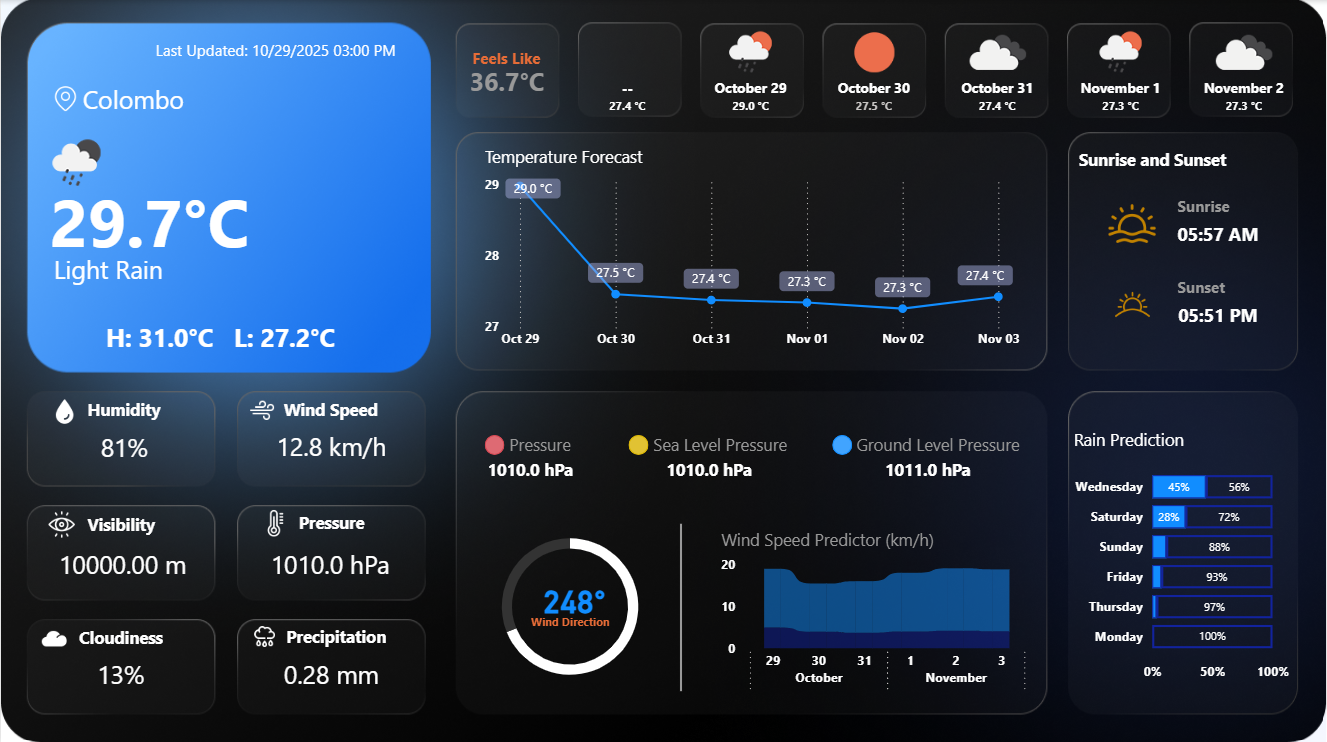 Last Updated: 10/29/2025 03:00 PM
Colombo
29.7°C
Light Rain
H: 31.0°C L: 27.2°C
Feels Like
36.7°C
--
27.4 °C
October 29
29.0 °C
October 30
27.5 °C
October 31
27.4 °C
November 1
27.3 °C
November 2
27.3 °C
Temperature Forecast
29
28
27
29.0 °C
27.5 °C
27.4 °C
27.3 °C
27.3 °C
27.4 °C
Oct 29
Oct 30
Oct 31
Nov 01
Nov 02
Nov 03
Sunrise and Sunset
Sunrise
05:57 AM
Sunset
05:51 PM
Humidity
81%
Wind Speed
12.8 km/h
Visibility
10000.00 m
Pressure
1010.0 hPa
Cloudiness
13%
Precipitation
0.28 mm
Pressure
1010.0 hPa
Sea Level Pressure
1010.0 hPa
Ground Level Pressure
1011.0 hPa
248°
Wind Direction
Wind Speed Predictor (km/h)
20
10
0
29 30 31 1 2 3
October November
Rain Prediction
Wednesday 45% 56%
Saturday 28% 72%
Sunday 88%
Friday 93%
Thursday 97%
Monday 100%
0% 50% 100%